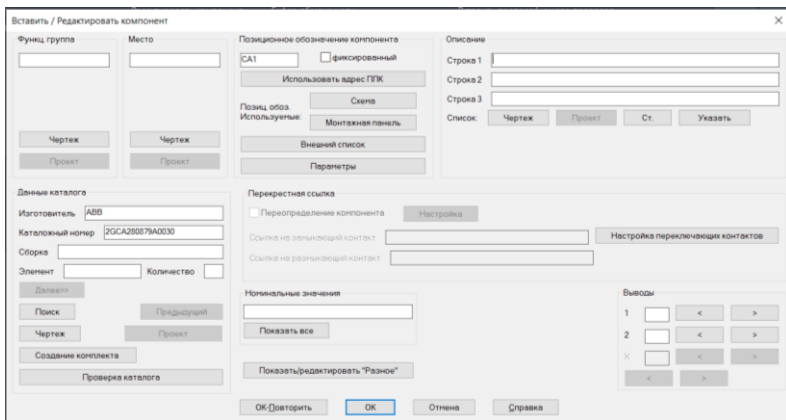 Вставить / Редактировать компонент
Функц. группа
Место
Позиционное обозначение компонента
Описание
CA1
фиксированный
Строка 1
Использовать адрес ППК
Строка 2
Позиц. обоз. Используемые:
Схема
Строка 3
Монтажная панель
Список:
Чертеж
Проект
Ст.
Указать
Чертеж
Чертеж
Внешний список
Проект
Проект
Параметры
Данные каталога
Перекрестная ссылка
Изготовитель
ABB
Переопределение компонента
Настройка
Каталожный номер
2GCA280879A0030
Ссылка на замыкающий контакт
Настройка переключающих контактов
Сборка
Ссылка на размыкающий контакт
Элемент
Количество
Далее>>
Номинальные значения
Выводы
Поиск
Предыдущий
1
<
>
Чертеж
Проект
Показать все
2
<
>
Создание комплекта
X
<
>
Проверка каталога
Показать/редактировать "Разное"
<
>
ОК-Повторить
ОК
Отмена
Справка